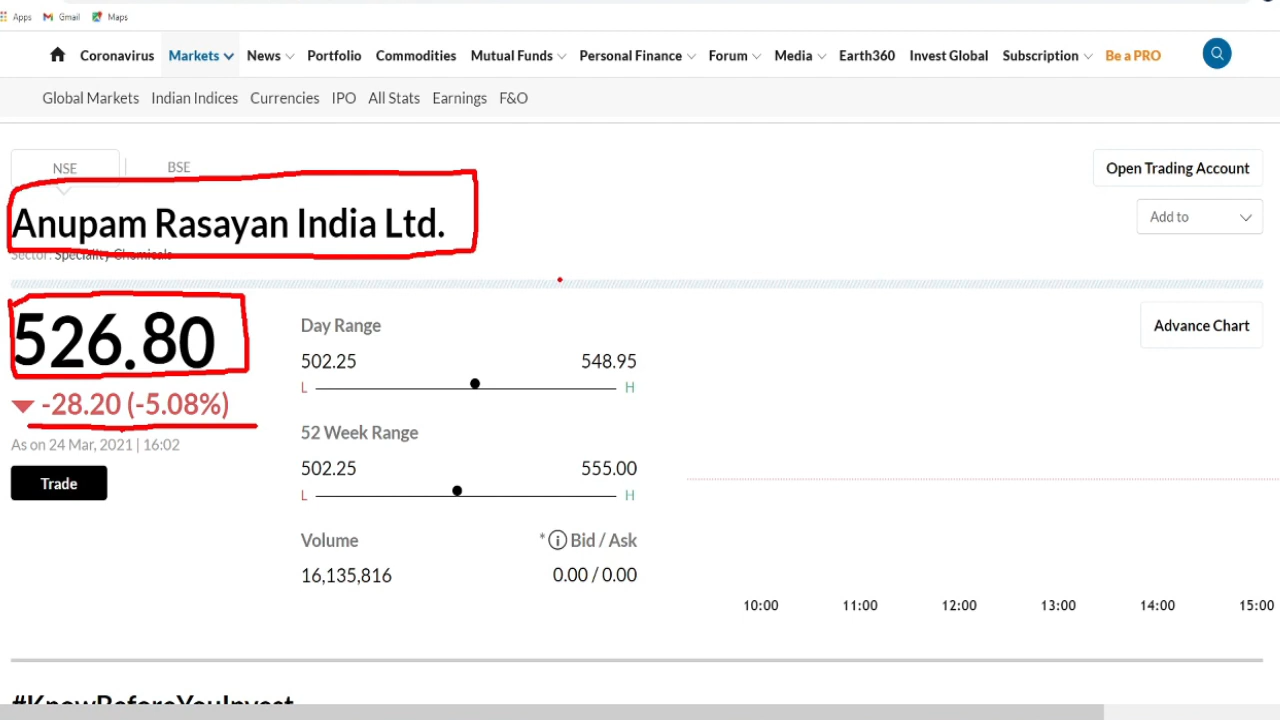 Apps Gmail Maps
Coronavirus Markets News Portfolio Commodities Mutual Funds Personal Finance Forum Media Earth360 Invest Global Subscription Be a PRO
Global Markets Indian Indices Currencies IPO All Stats Earnings F&O
NSE BSE
Open Trading Account
Anupam Rasayan India Ltd.
Add to
Sector: Speciality Chemicals
526.80
Day Range
Advance Chart
502.25 548.95
L H
-28.20 (-5.08%)
52 Week Range
As on 24 Mar, 2021 | 16:02
502.25 555.00
Trade
L H
Volume * Bid / Ask
16,135,816 0.00 / 0.00
10:00 11:00 12:00 13:00 14:00 15:00
#KnowBeforeYouInvest